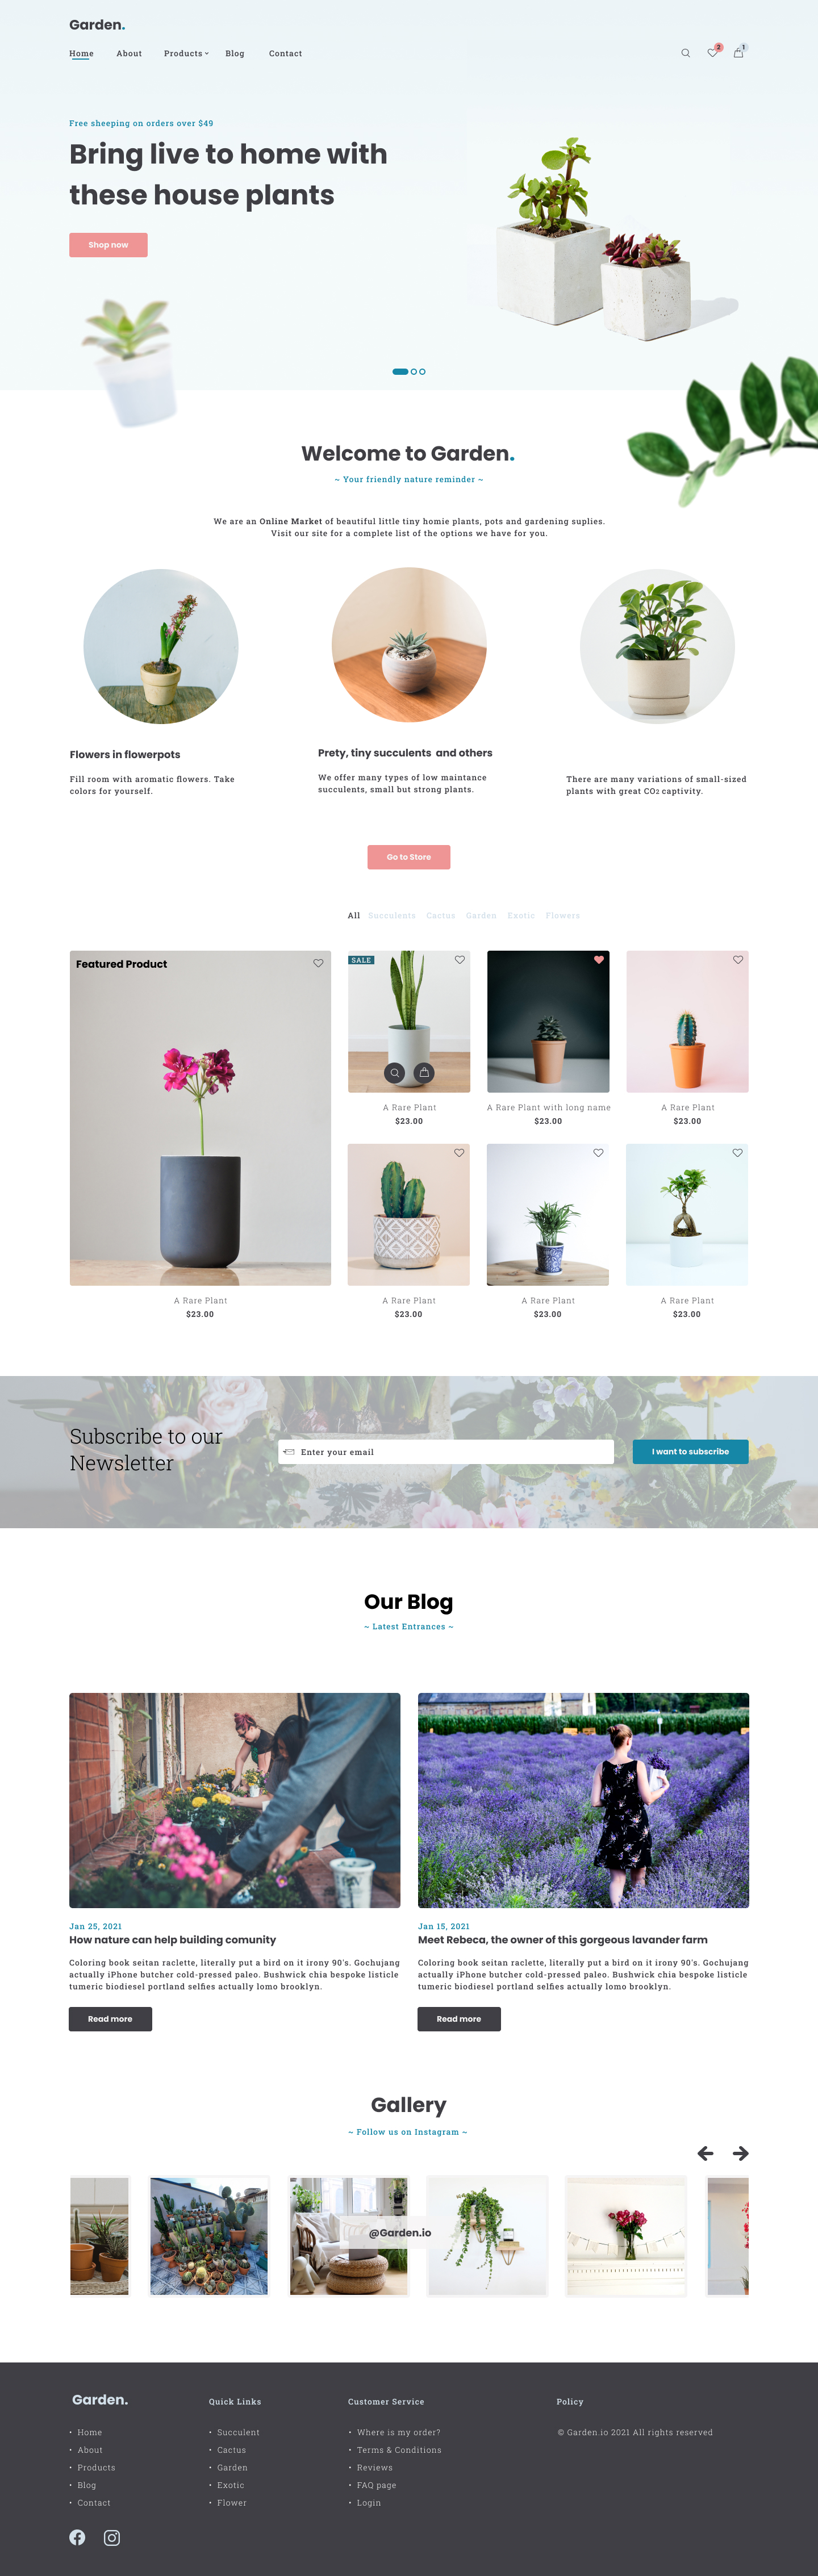 Garden.
Home About Products Blog Contact
2 1
Free sheeping on orders over $49
Bring live to home with
these house plants
Shop now
Welcome to Garden.
~ Your friendly nature reminder ~
We are an Online Market of beautiful little tiny homie plants, pots and gardening suplies.
Visit our site for a complete list of the options we have for you.
Flowers in flowerpots
Fill room with aromatic flowers. Take
colors for yourself.
Prety, tiny succulents and others
We offer many types of low maintance
succulents, small but strong plants.
There are many variations of small-sized
plants with great CO2 captivity.
Go to Store
All Succulents Cactus Garden Exotic Flowers
Featured Product
A Rare Plant
$23.00
SALE
A Rare Plant
$23.00
A Rare Plant with long name
$23.00
A Rare Plant
$23.00
A Rare Plant
$23.00
A Rare Plant
$23.00
A Rare Plant
$23.00
Subscribe to our
Newsletter
Enter your email
I want to subscribe
Our Blog
~ Latest Entrances ~
Jan 25, 2021
How nature can help building comunity
Coloring book seitan raclette, literally put a bird on it irony 90's. Gochujang
actually iPhone butcher cold-pressed paleo. Bushwick chia bespoke listicle
tumeric biodiesel portland selfies actually lomo brooklyn.
Read more
Jan 15, 2021
Meet Rebeca, the owner of this gorgeous lavander farm
Coloring book seitan raclette, literally put a bird on it irony 90's. Gochujang
actually iPhone butcher cold-pressed paleo. Bushwick chia bespoke listicle
tumeric biodiesel portland selfies actually lomo brooklyn.
Read more
Gallery
~ Follow us on Instagram ~
@Garden.io
Garden.
• Home
• About
• Products
• Blog
• Contact
Quick Links
• Succulent
• Cactus
• Garden
• Exotic
• Flower
Customer Service
• Where is my order?
• Terms & Conditions
• Reviews
• FAQ page
• Login
Policy
© Garden.io 2021 All rights reserved